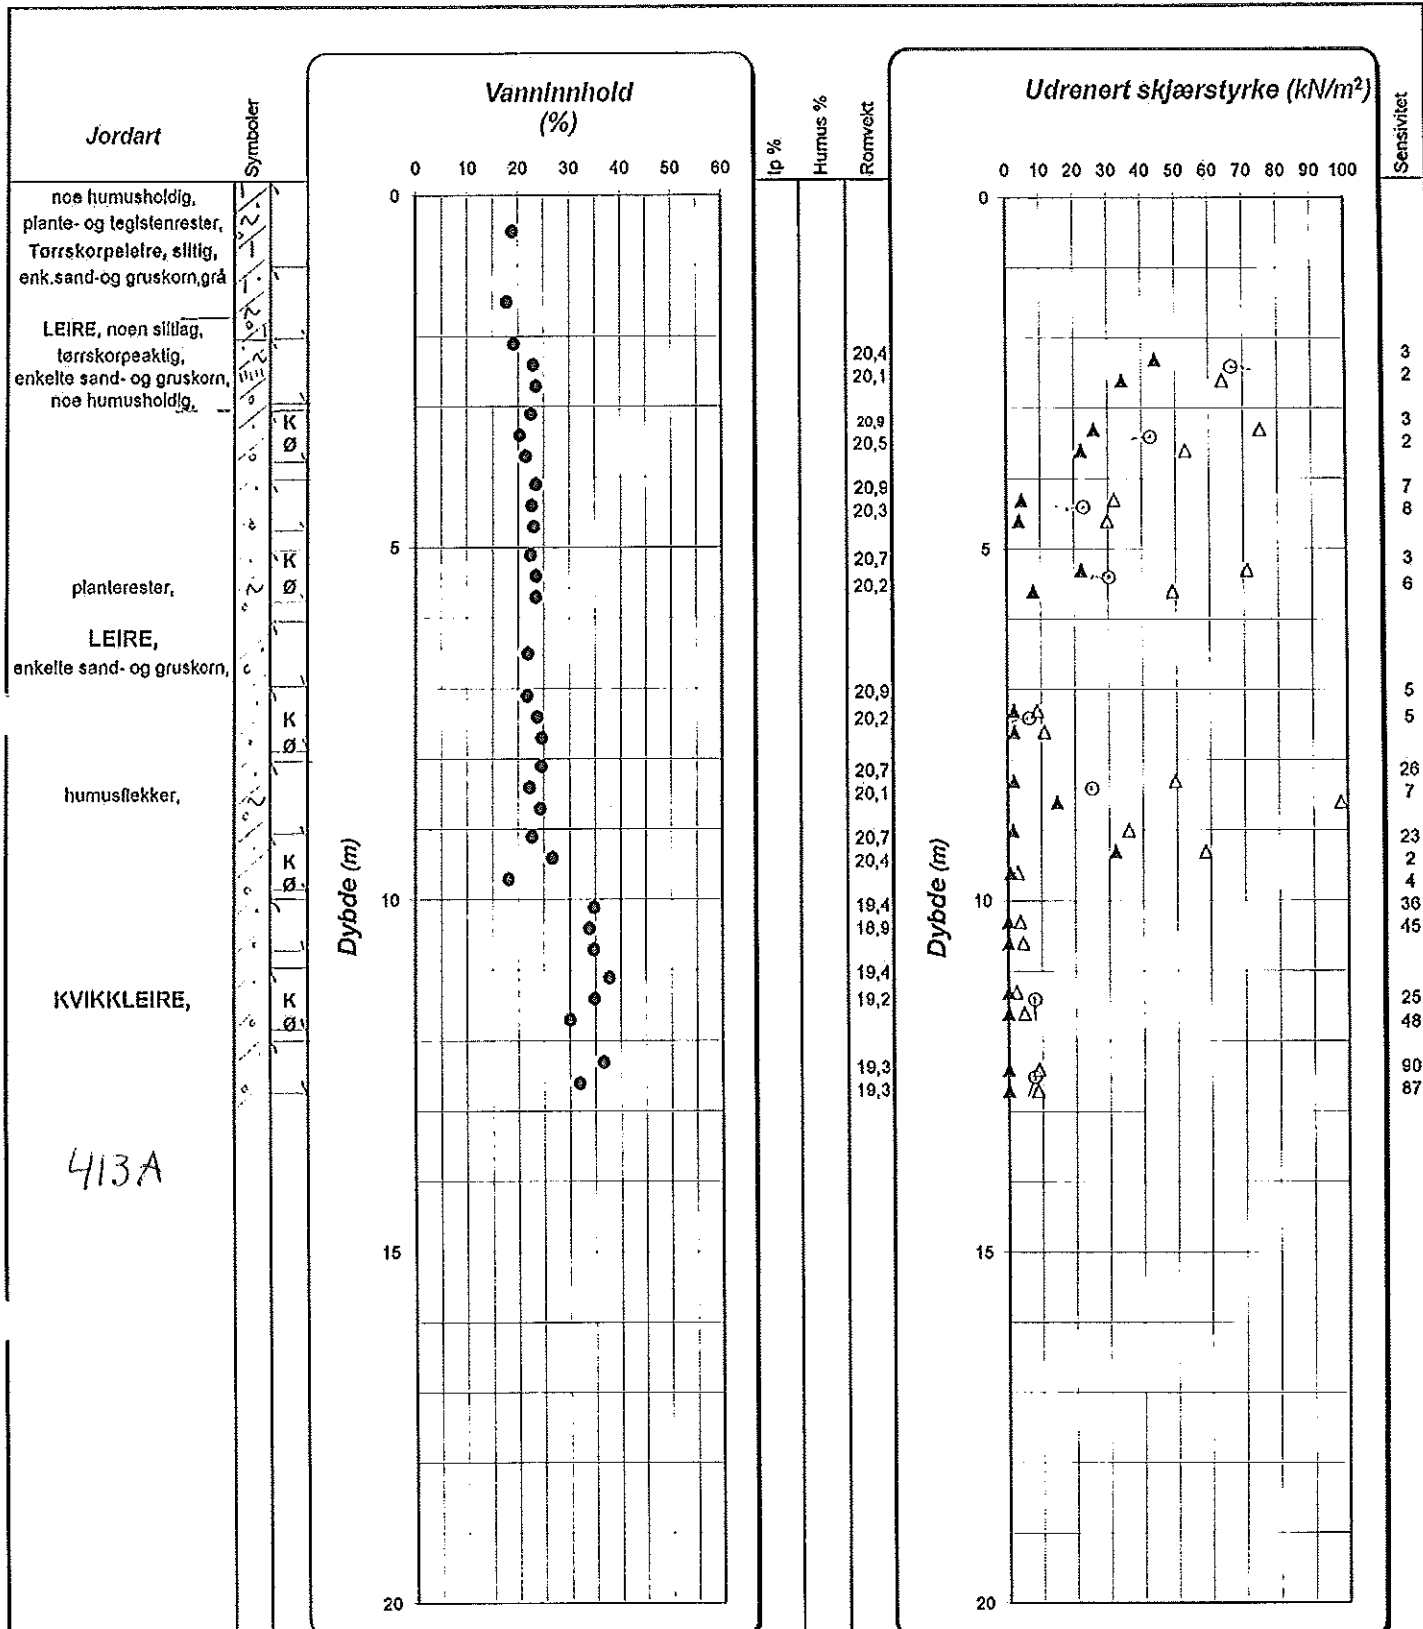 Jordart
Symboler
Vanninnhold
(%)
Ip %
Humus %
Romvekt
Udrenert skjærstyrke (kN/m²)
Sensivitet
0 10 20 30 40 50 60
0 10 20 30 40 50 60 70 80 90 100
noe humusholdig,
plante- og teglstenrester,
Tørrskorpeleire, siltig,
enk.sand-og gruskorn,grå
LEIRE, noen siltlag,
tørrskorpeaktig,
enkelte sand- og gruskorn,
noe humusholdig,
K
Ø
K
Ø
planterester,
LEIRE,
enkelte sand- og gruskorn,
K
Ø
humusflekker,
K
Ø
KVIKKLEIRE,
K
Ø
413A
Dybde (m)
0
5
10
15
20
20,4
20,1
20,9
20,5
20,9
20,3
20,7
20,2
20,9
20,2
20,7
20,1
20,7
20,4
19,4
18,9
19,4
19,2
19,3
19,3
Dybde (m)
0
5
10
15
20
3
2
3
2
7
8
3
6
5
5
26
7
23
2
4
36
45
25
48
90
87